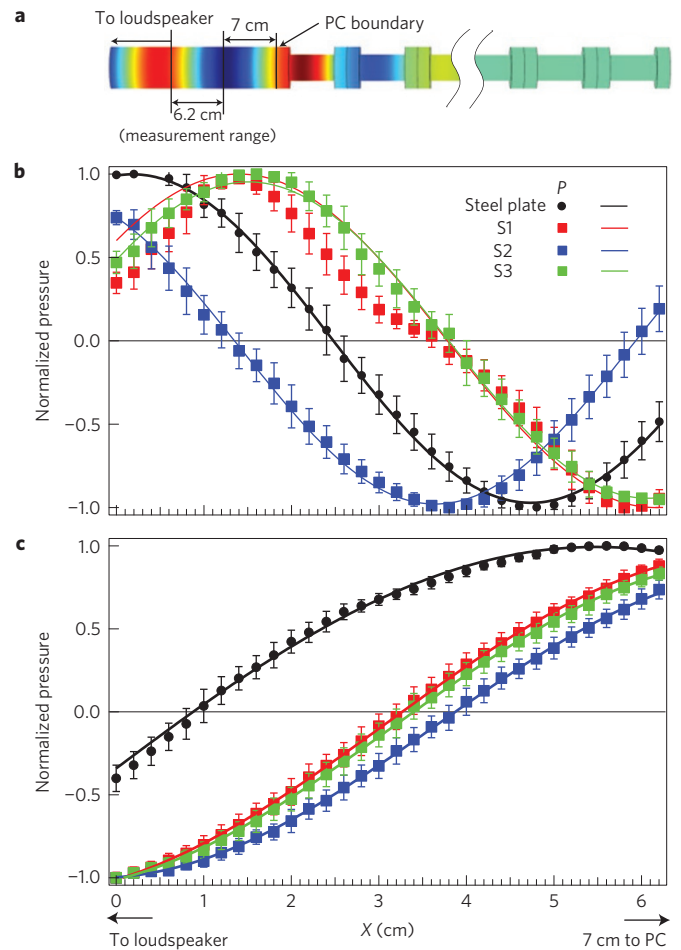 a
To loudspeaker
7 cm
PC boundary
6.2 cm
(measurement range)
b
P
Steel plate
S1
S2
S3
1.0
0.5
0.0
−0.5
−1.0
Normalized pressure
c
1.0
0.5
0.0
−0.5
−1.0
Normalized pressure
0 1 2 3 4 5 6
X (cm)
To loudspeaker
7 cm to PC